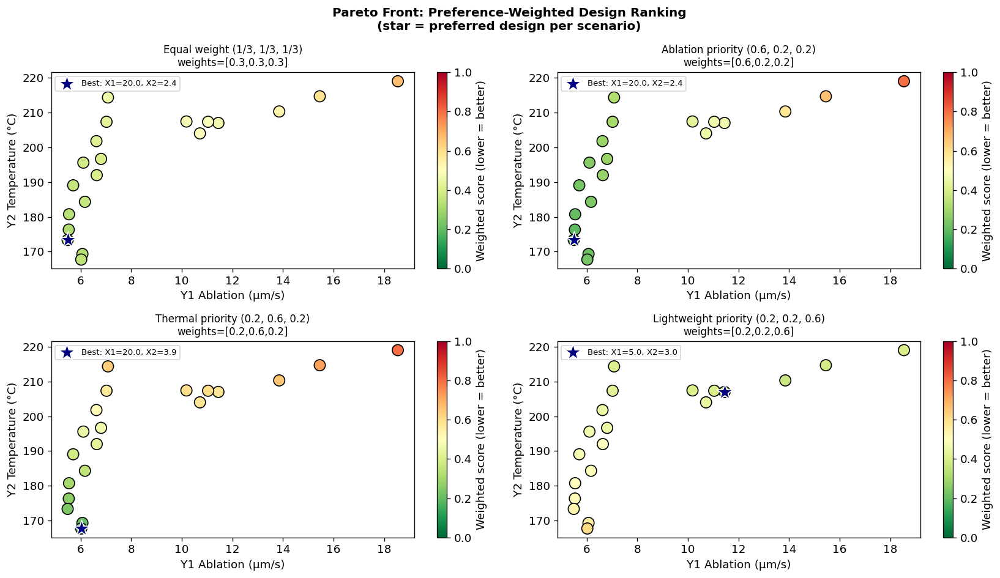 Pareto Front: Preference-Weighted Design Ranking
(star = preferred design per scenario)
Equal weight (1/3, 1/3, 1/3)
weights=[0.3,0.3,0.3]
Best: X1=20.0, X2=2.4
220
210
200
190
180
170
Y2 Temperature (°C)
6 8 10 12 14 16 18
Y1 Ablation (μm/s)
1.0
0.8
0.6
0.4
0.2
0.0
Weighted score (lower = better)
Ablation priority (0.6, 0.2, 0.2)
weights=[0.6,0.2,0.2]
Best: X1=20.0, X2=2.4
220
210
200
190
180
170
Y2 Temperature (°C)
6 8 10 12 14 16 18
Y1 Ablation (μm/s)
1.0
0.8
0.6
0.4
0.2
0.0
Weighted score (lower = better)
Thermal priority (0.2, 0.6, 0.2)
weights=[0.2,0.6,0.2]
Best: X1=20.0, X2=3.9
220
210
200
190
180
170
Y2 Temperature (°C)
6 8 10 12 14 16 18
Y1 Ablation (μm/s)
1.0
0.8
0.6
0.4
0.2
0.0
Weighted score (lower = better)
Lightweight priority (0.2, 0.2, 0.6)
weights=[0.2,0.2,0.6]
Best: X1=5.0, X2=3.0
220
210
200
190
180
170
Y2 Temperature (°C)
6 8 10 12 14 16 18
Y1 Ablation (μm/s)
1.0
0.8
0.6
0.4
0.2
0.0
Weighted score (lower = better)